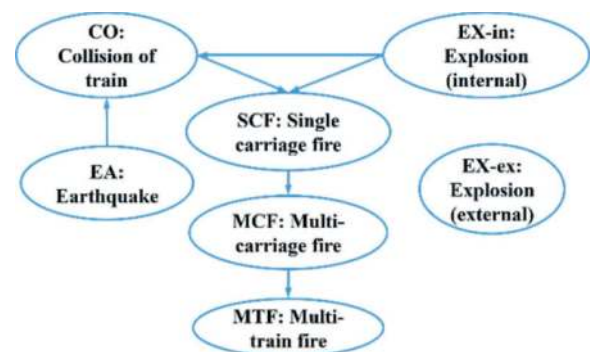 CO:
Collision of
train
EX-in:
Explosion
(internal)
SCF: Single
carriage fire
EA:
Earthquake
EX-ex:
Explosion
(external)
MCF: Multi-
carriage fire
MTF: Multi-
train fire